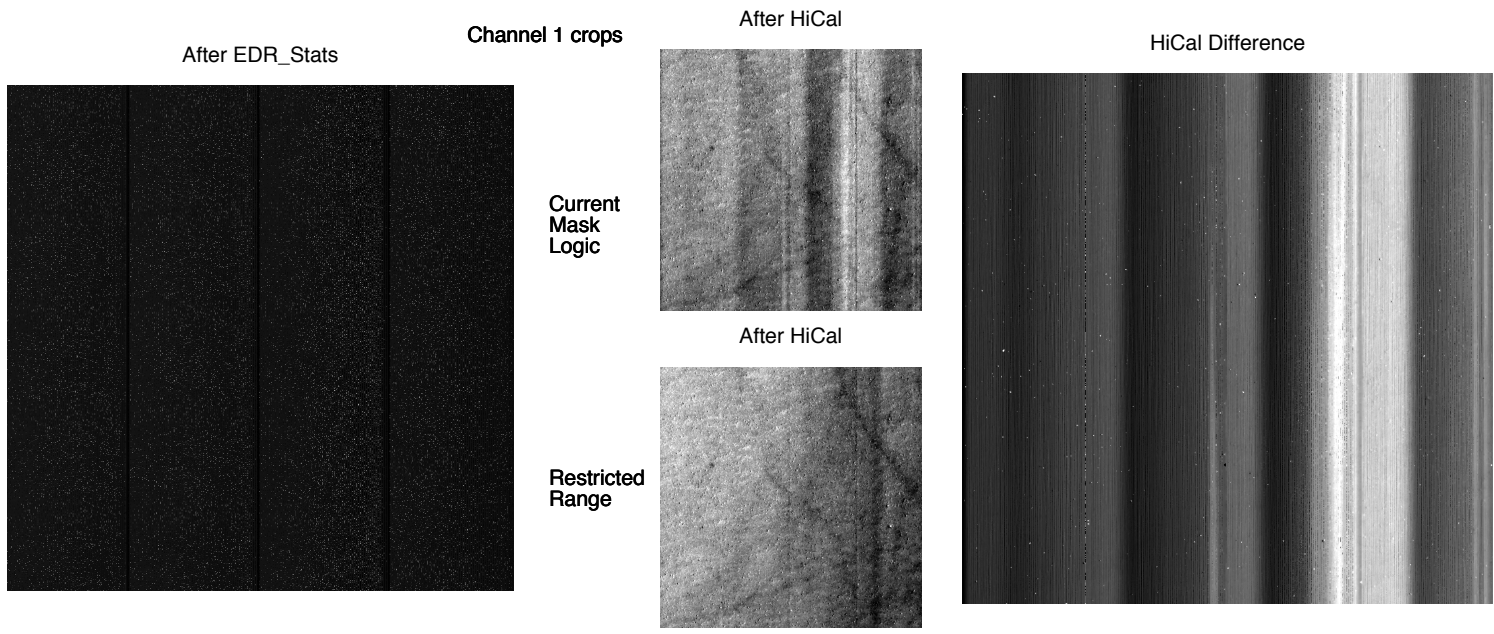 After EDR_Stats
Channel 1 crops
After HiCal
HiCal Difference
Current
Mask
Logic
After HiCal
Restricted
Range